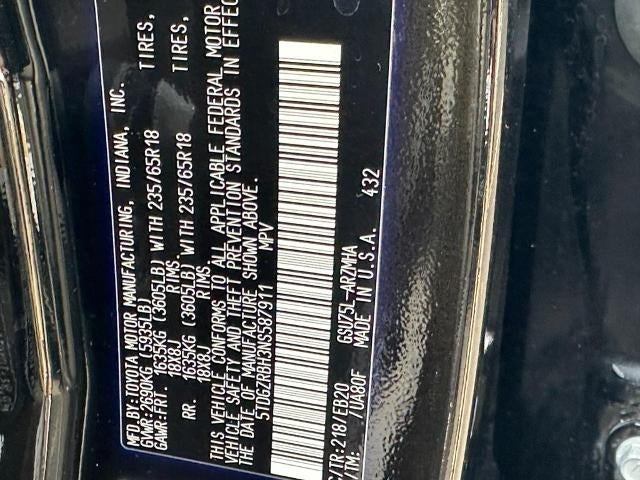 MFD.BY:TOYOTA MOTOR MANUFACTURING, INDIANA, INC.
GVWR:2690KG (5935LB)
GAWR:FRT. 1635KG (3605LB) WITH 235/65R18 TIRES,
18X8J RIMS.
RR. 1635KG (3605LB) WITH 235/65R18 TIRES,
18X8J RIMS.
THIS VEHICLE CONFORMS TO ALL APPLICABLE FEDERAL MOTOR
VEHICLE SAFETY AND THEFT PREVENTION STANDARDS IN EFFEC
ON THE DATE OF MANUFACTURE SHOWN ABOVE.
5TDGZRBH3NS587911 MPV
C/TR:218/EB20 GSU75L-ARZMHA
/TM: /UA80F MADE IN U.S.A. 432